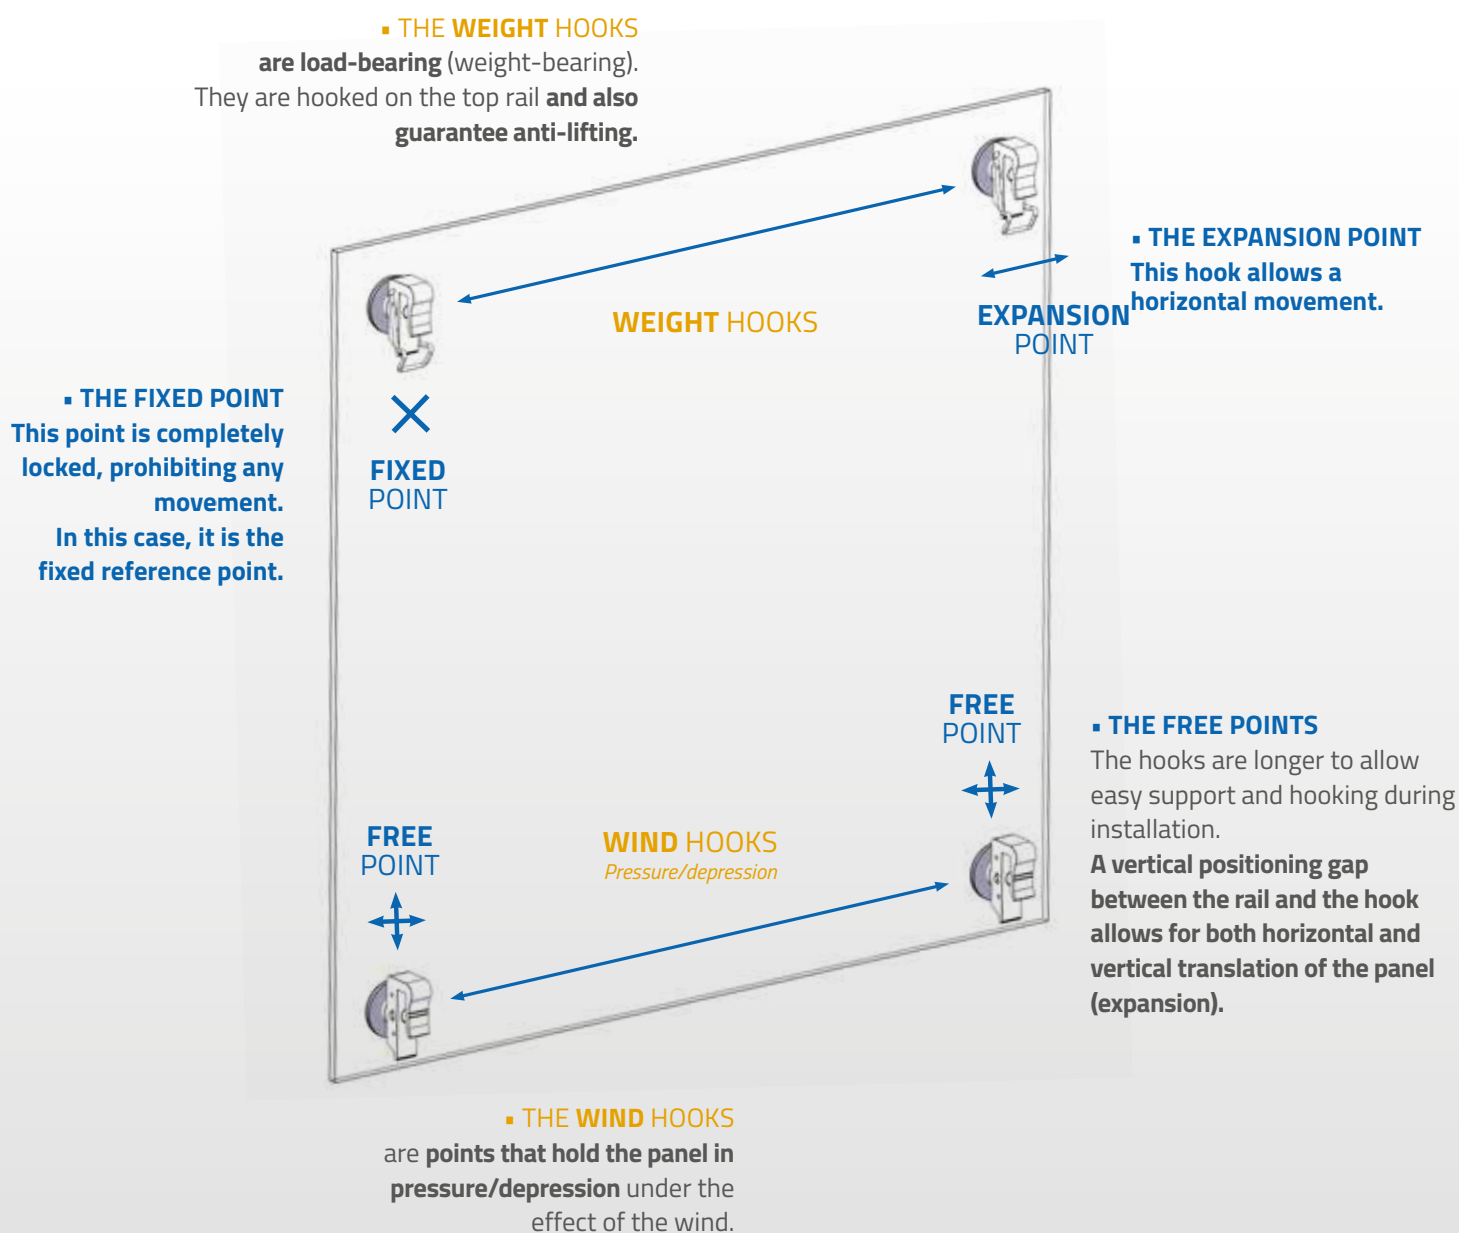 ▪ THE WEIGHT HOOKS
are load-bearing (weight-bearing).
They are hooked on the top rail and also
guarantee anti-lifting.
▪ THE EXPANSION POINT
This hook allows a
horizontal movement.
WEIGHT HOOKS
EXPANSION
POINT
▪ THE FIXED POINT
This point is completely
locked, prohibiting any
movement.
In this case, it is the
fixed reference point.
FIXED
POINT
FREE
POINT
▪ THE FREE POINTS
The hooks are longer to allow
easy support and hooking during
installation.
A vertical positioning gap
between the rail and the hook
allows for both horizontal and
vertical translation of the panel
(expansion).
FREE
POINT
WIND HOOKS
Pressure/depression
▪ THE WIND HOOKS
are points that hold the panel in
pressure/depression under the
effect of the wind.